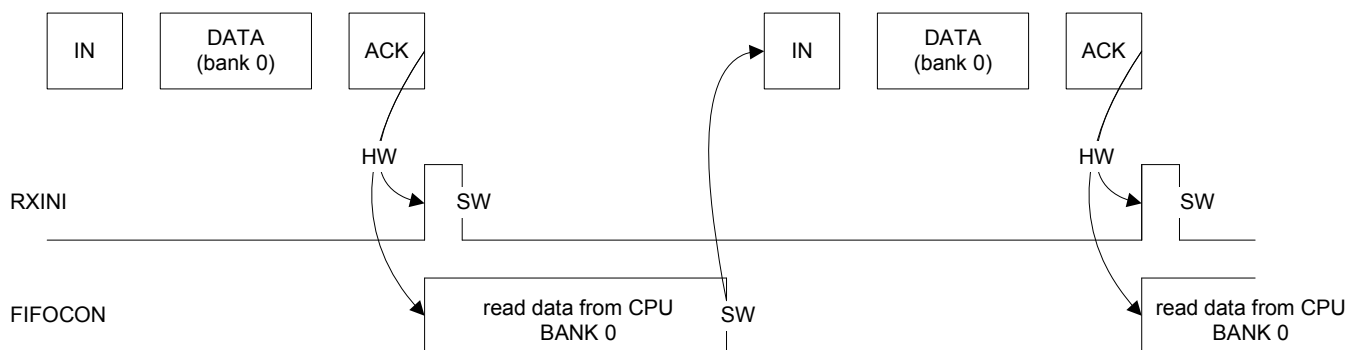 IN
DATA
(bank 0)
ACK
IN
DATA
(bank 0)
ACK
HW
HW
RXINI
SW
SW
FIFOCON
read data from CPU
BANK 0
SW
read data from CPU
BANK 0